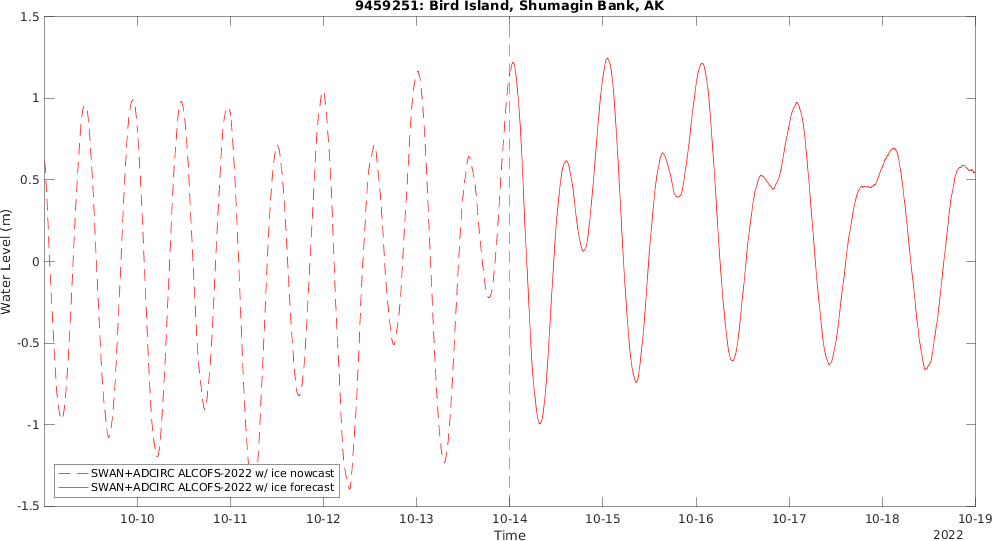 9459251: Bird Island, Shumagin Bank, AK
1.5
1
0.5
0
-0.5
-1
-1.5
Water Level (m)
SWAN+ADCIRC ALCOFS-2022 w/ ice nowcast
SWAN+ADCIRC ALCOFS-2022 w/ ice forecast
10-10 10-11 10-12 10-13 10-14 10-15 10-16 10-17 10-18 10-19
Time
2022